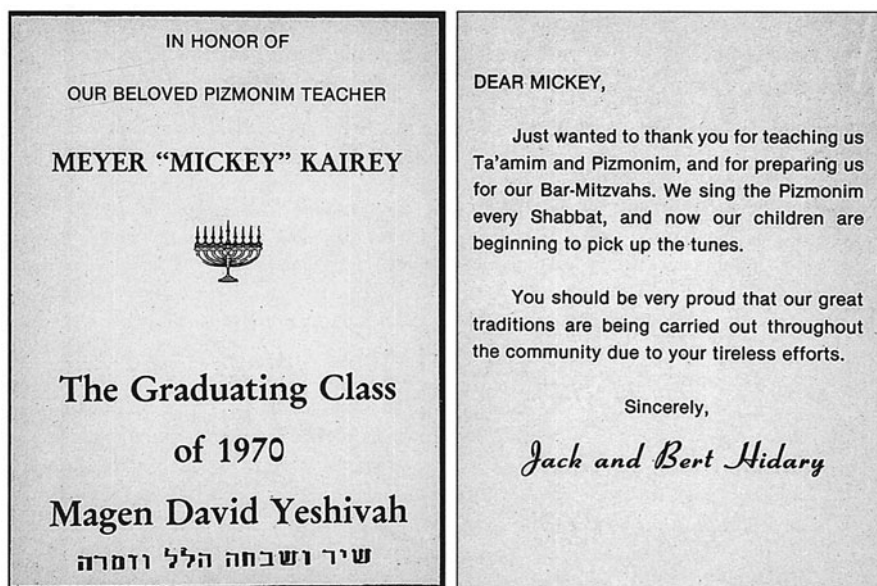 IN HONOR OF
OUR BELOVED PIZMONIM TEACHER
MEYER “MICKEY” KAIREY
The Graduating Class
of 1970
Magen David Yeshivah
שיר ושבחה הלל וזמרה
DEAR MICKEY,
Just wanted to thank you for teaching us
Ta’amim and Pizmonim, and for preparing us
for our Bar-Mitzvahs. We sing the Pizmonim
every Shabbat, and now our children are
beginning to pick up the tunes.
You should be very proud that our great
traditions are being carried out throughout
the community due to your tireless efforts.
Sincerely,
Jack and Bert Hidary